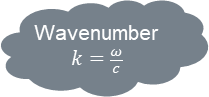 Wavenumber
k = ω/c